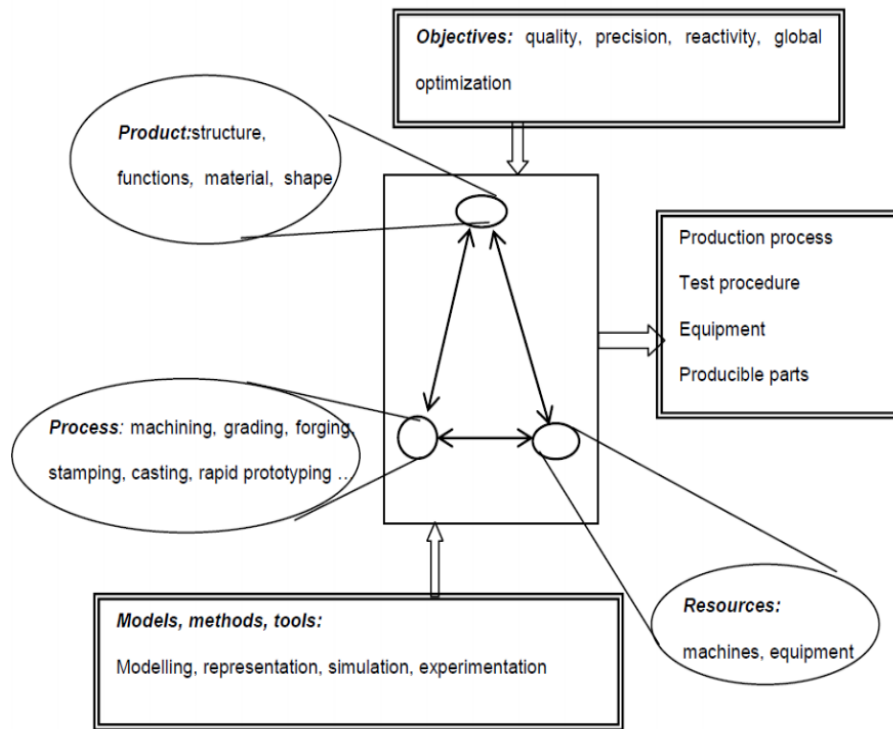 Objectives: quality, precision, reactivity, global
optimization
Product:structure,
functions, material, shape
Production process
Test procedure
Equipment
Producible parts
Process: machining, grading, forging,
stamping, casting, rapid prototyping ...
Models, methods, tools:
Modelling, representation, simulation, experimentation
Resources:
machines, equipment